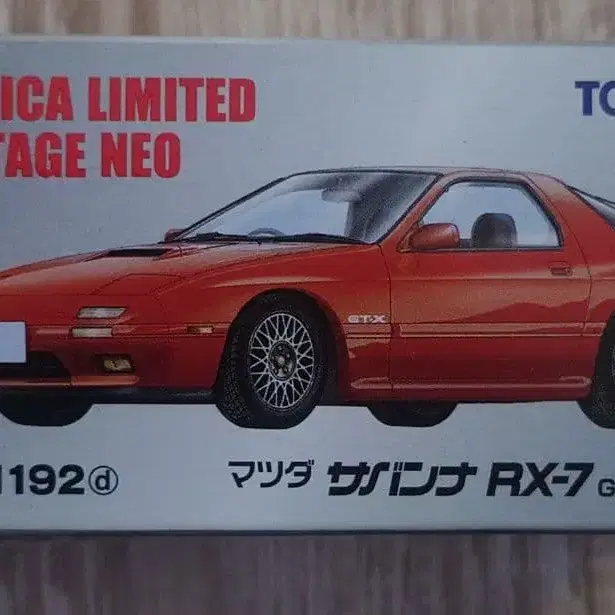 ICA LIMITED
TAGE NEO
TO
GT-X
192ⓓ
マツダ サバンナ RX-7 G